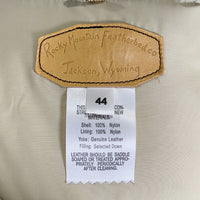 Rocky Mountain Featherbed co.
Jackson, Wyoming
44
MATERIALS
Shell: 100% Nylon
Lining: 100% Nylon
Yoke: Genuine Leather
Filling: Selected Down
LEATHER SHOULD BE SADDLE
SOAPED OR TREATED APPRO-
PRIATELY PERIODICALLY
AFTER CLEANING.